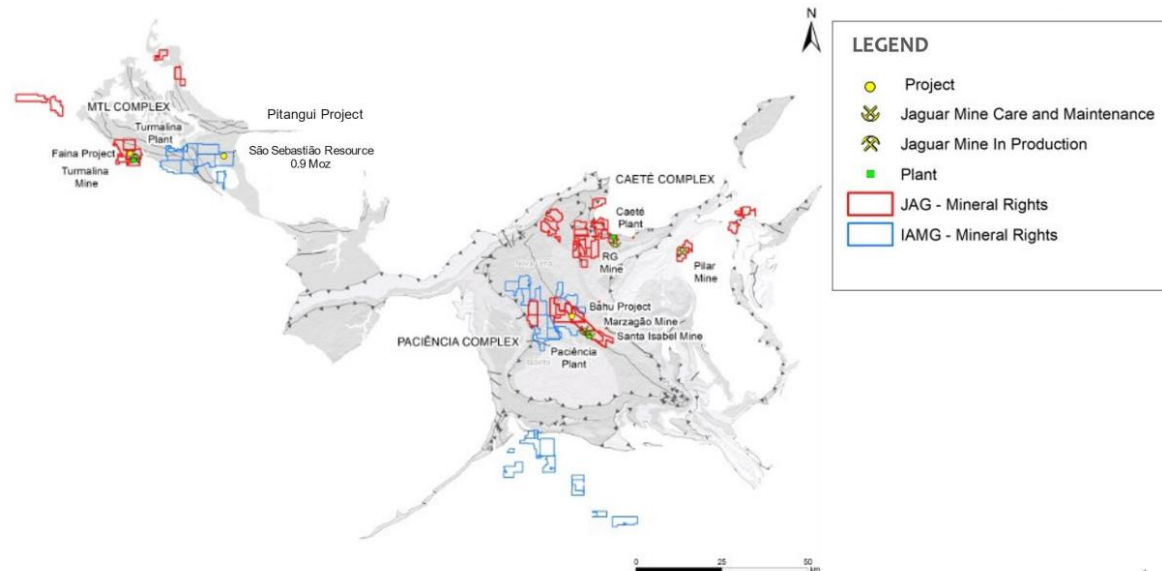 N
LEGEND
Project
Jaguar Mine Care and Maintenance
Jaguar Mine In Production
Plant
JAG - Mineral Rights
IAMG - Mineral Rights
MTL COMPLEX
Pitangui Project
Turmalina
Plant
Faina Project
São Sebastião Resource
0.9 Moz
Turmalina
Mine
CAETÉ COMPLEX
Caeté
Plant
RG
Mine
Pilar
Mine
Bahú Project
Marzagão Mine
Santa Isabel Mine
PACIÊNCIA COMPLEX
Paciência
Plant
0 25 50
km